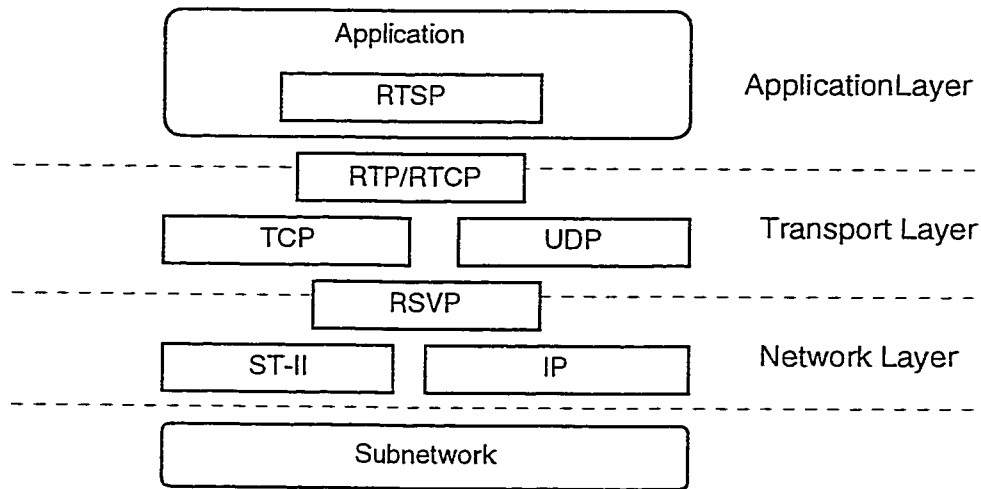 Application
RTSP
ApplicationLayer
RTP/RTCP
TCP
UDP
Transport Layer
RSVP
ST-II
IP
Network Layer
Subnetwork